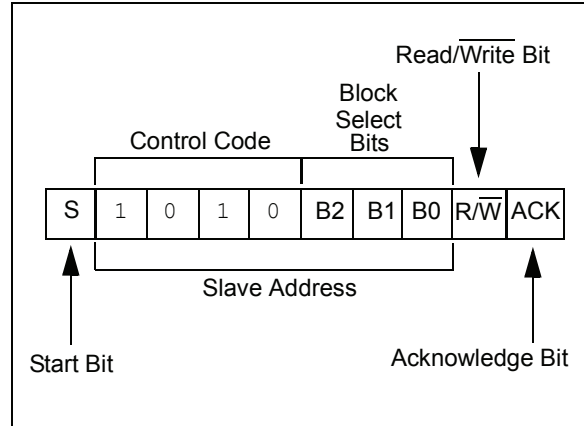 Read/Write Bit
Block
Select
Bits
Control Code
S 1 0 1 0 B2 B1 B0 R/W ACK
Slave Address
Start Bit
Acknowledge Bit